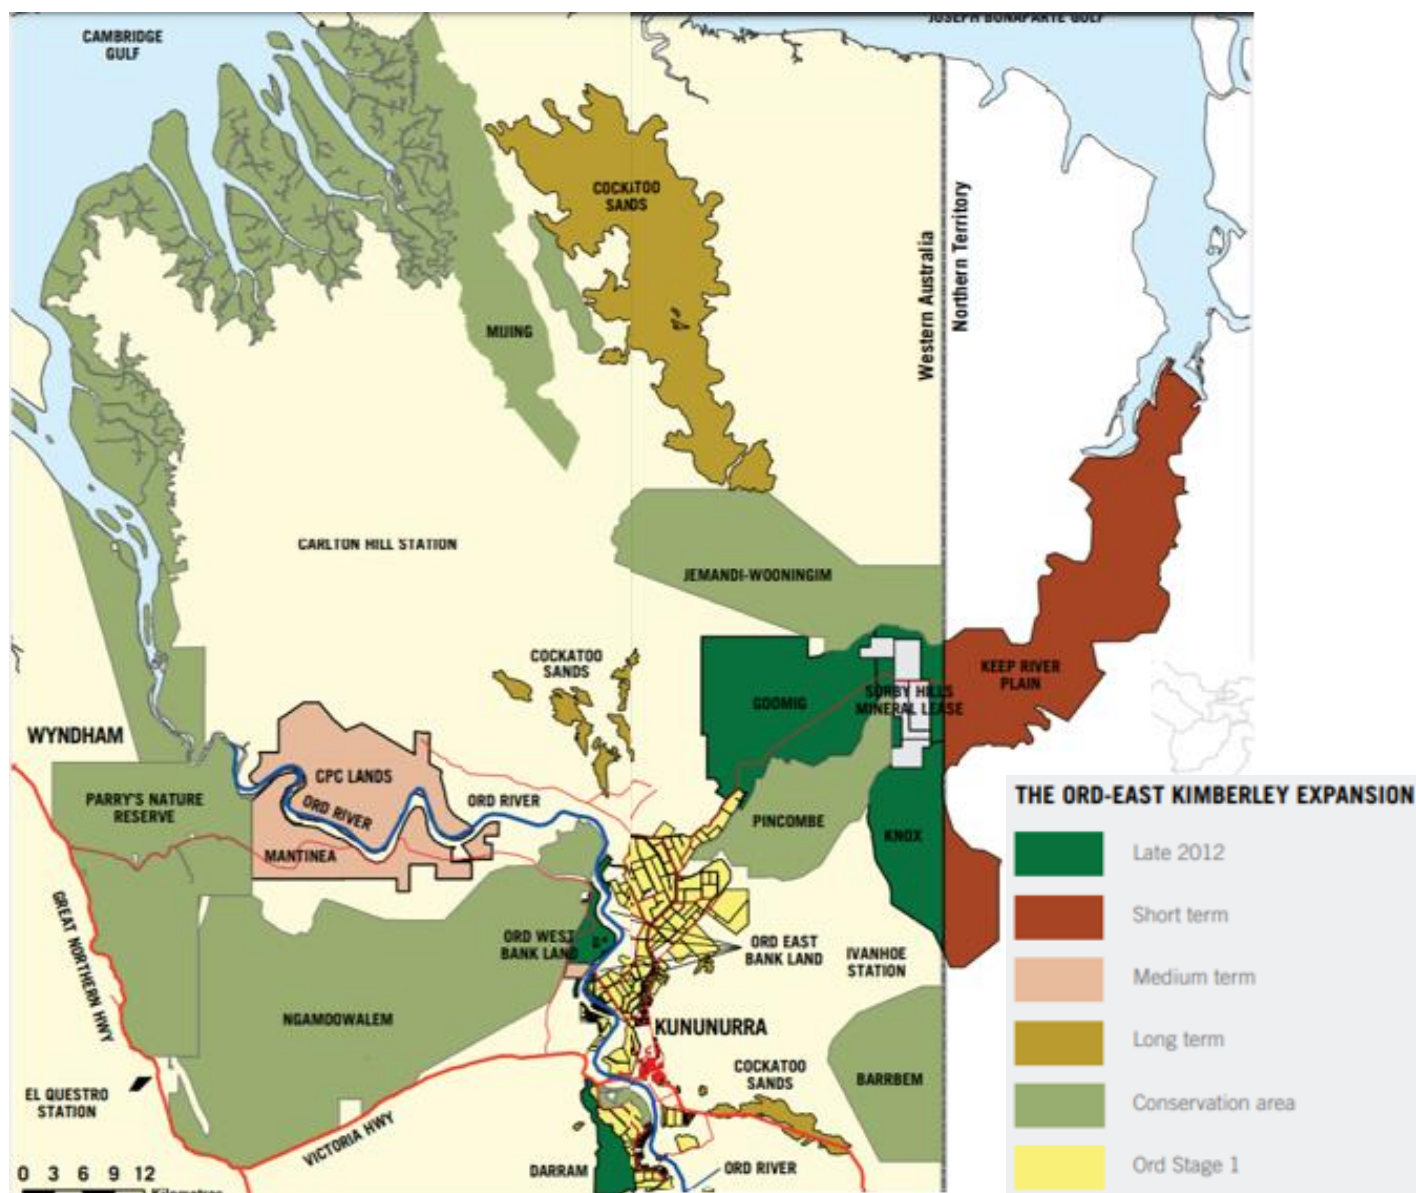 JOSEPH BONAPARTE GULF
CAMBRIDGE
GULF
COCKATOO
SANDS
Western Australia
Northern Territory
MIJING
CARLTON HILL STATION
JEMANDI-WOONINGIM
COCKATOO
SANDS
KEEP RIVER
PLAIN
GOOMIG
SORBY HILLS
MINERAL LEASE
WYNDHAM
CPC LANDS
ORD RIVER
ORD RIVER
PARRY'S NATURE
RESERVE
MANTINEA
PINCOMBE
KNOX
THE ORD-EAST KIMBERLEY EXPANSION
Late 2012
Short term
Medium term
Long term
Conservation area
Ord Stage 1
GREAT NORTHERN HWY
ORD WEST
BANK LAND
ORD EAST
BANK LAND
IVANHOE
STATION
NGAMOOWALEM
KUNUNURRA
COCKATOO
SANDS
BARRBEM
EL QUESTRO
STATION
VICTORIA HWY
DARRAM
ORD RIVER
0 3 6 9 12
Kilometres